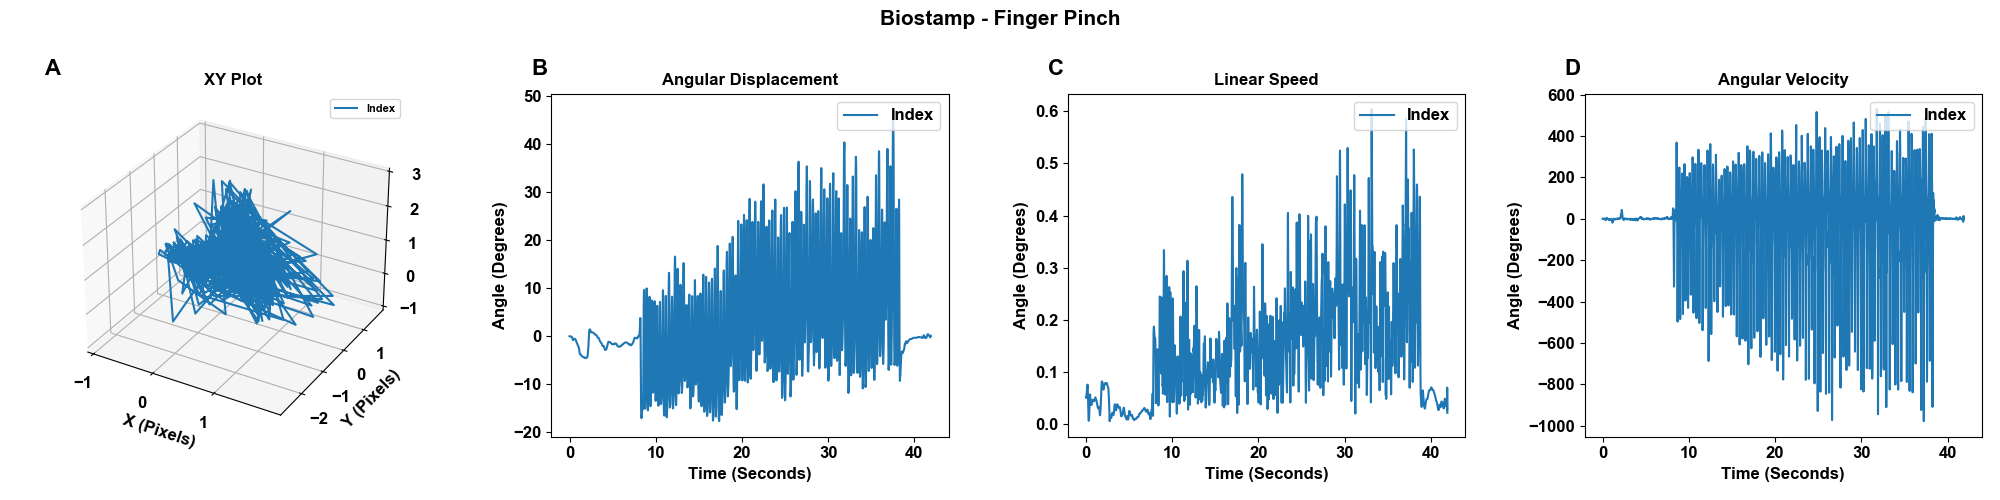 Biostamp - Finger Pinch
A
XY Plot
Index
3
2
1
0
−1
−1
0
1
X (Pixels)
1
0
−1
−2
Y (Pixels)
B
Angular Displacement
Index
50
40
30
20
10
0
−10
−20
Angle (Degrees)
0 10 20 30 40
Time (Seconds)
C
Linear Speed
Index
0.6
0.5
0.4
0.3
0.2
0.1
0.0
Angle (Degrees)
0 10 20 30 40
Time (Seconds)
D
Angular Velocity
Index
600
400
200
0
−200
−400
−600
−800
−1000
Angle (Degrees)
0 10 20 30 40
Time (Seconds)